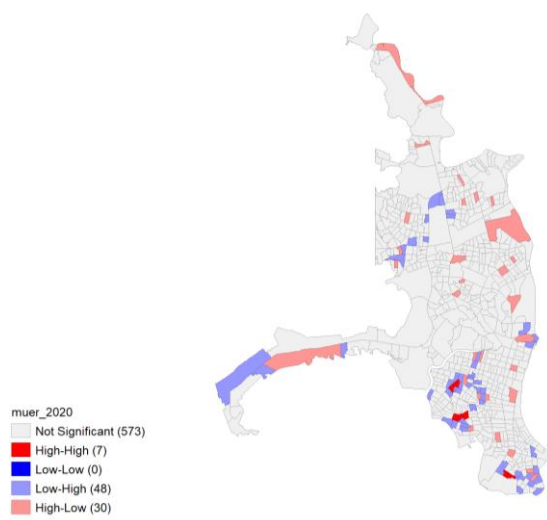 muer_2020
Not Significant (573)
High-High (7)
Low-Low (0)
Low-High (48)
High-Low (30)